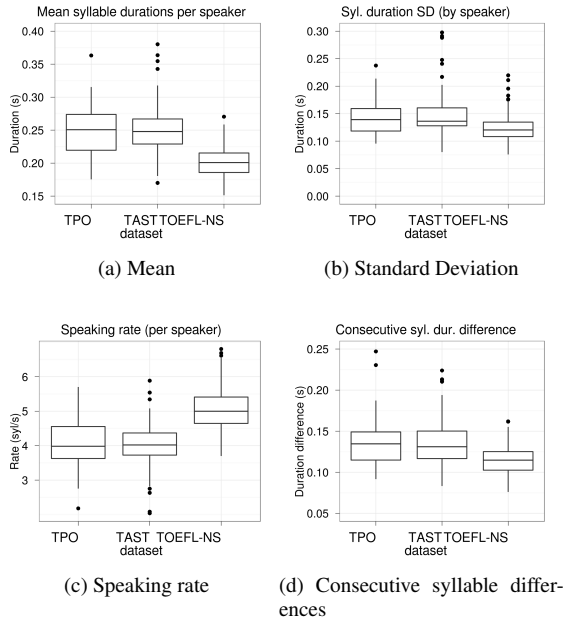 Mean syllable durations per speaker
Duration (s)
0.40
0.35
0.30
0.25
0.20
0.15
TPO TAST TOEFL-NS
dataset
(a) Mean
Syl. duration SD (by speaker)
Duration (s)
0.30
0.25
0.20
0.15
0.10
0.05
0.00
TPO TAST TOEFL-NS
dataset
(b) Standard Deviation
Speaking rate (per speaker)
Rate (syl/s)
6
5
4
3
TPO TAST TOEFL-NS
dataset
(c) Speaking rate
Consecutive syl. dur. difference
Duration difference (s)
0.25
0.20
0.15
0.10
0.05
TPO TAST TOEFL-NS
dataset
(d) Consecutive syllable differ-
ences